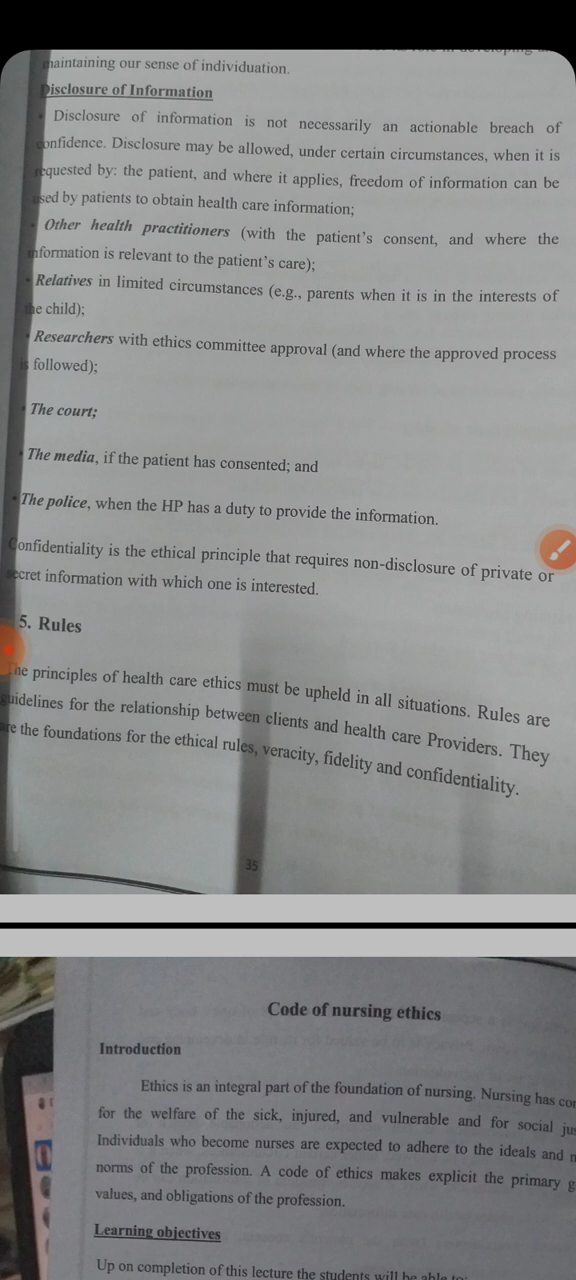 maintaining our sense of individuation.
Disclosure of Information
• Disclosure of information is not necessarily an actionable breach of
confidence. Disclosure may be allowed, under certain circumstances, when it is
requested by: the patient, and where it applies, freedom of information can be
used by patients to obtain health care information;
• Other health practitioners (with the patient's consent, and where the
information is relevant to the patient's care);
• Relatives in limited circumstances (e.g., parents when it is in the interests of
the child);
• Researchers with ethics committee approval (and where the approved process
is followed);
• The court;
• The media, if the patient has consented; and
• The police, when the HP has a duty to provide the information.
Confidentiality is the ethical principle that requires non-disclosure of private or
secret information with which one is interested.
5. Rules
The principles of health care ethics must be upheld in all situations. Rules are
guidelines for the relationship between clients and health care Providers. They
are the foundations for the ethical rules, veracity, fidelity and confidentiality.
35
Code of nursing ethics
Introduction
Ethics is an integral part of the foundation of nursing. Nursing has
for the welfare of the sick, injured, and vulnerable and for social
Individuals who become nurses are expected to adhere to the ideals and
norms of the profession. A code of ethics makes explicit the primary
values, and obligations of the profession.
Learning objectives
Up on completion of this lecture the students will be able to: